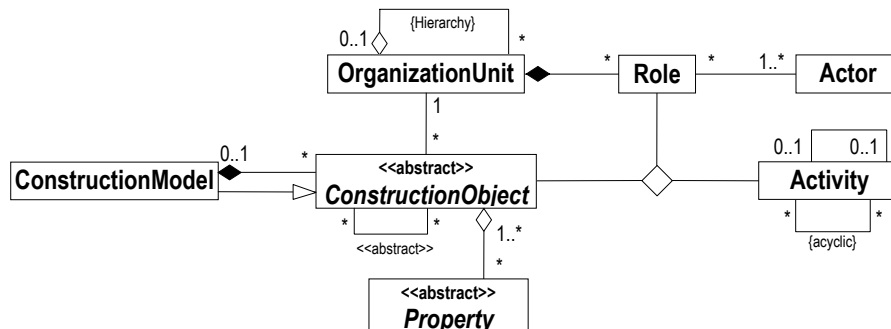 {Hierarchy}
0..1 *
OrganizationUnit * Role * 1..* Actor
1
*
0..1 0..1
0..1 *
ConstructionModel
<<abstract>>
ConstructionObject
Activity
* *
<<abstract>>
1..*
*
* *
{acyclic}
<<abstract>>
Property